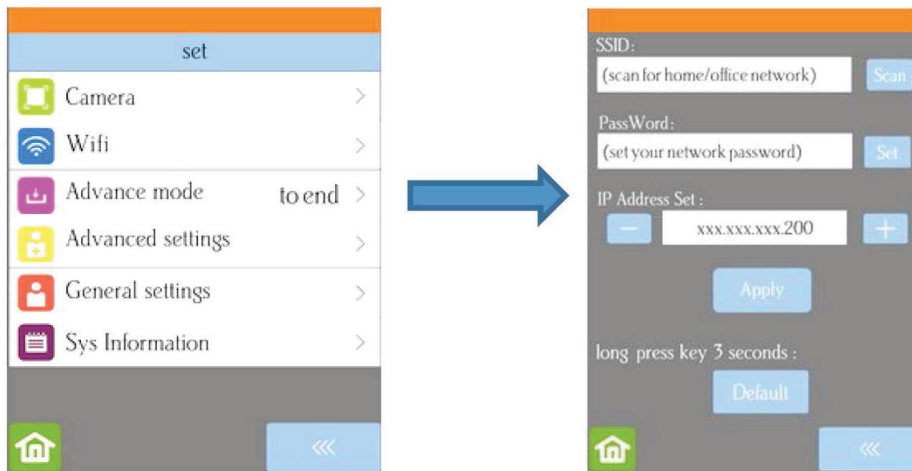 set
Camera
Wifi
Advance mode to end
Advanced settings
General settings
Sys Information
SSID:
(scan for home/office network) Scan
PassWord:
(set your network password) Set
IP Address Set :
xxx.xxx.xxx.200
Apply
long press key 3 seconds :
Default